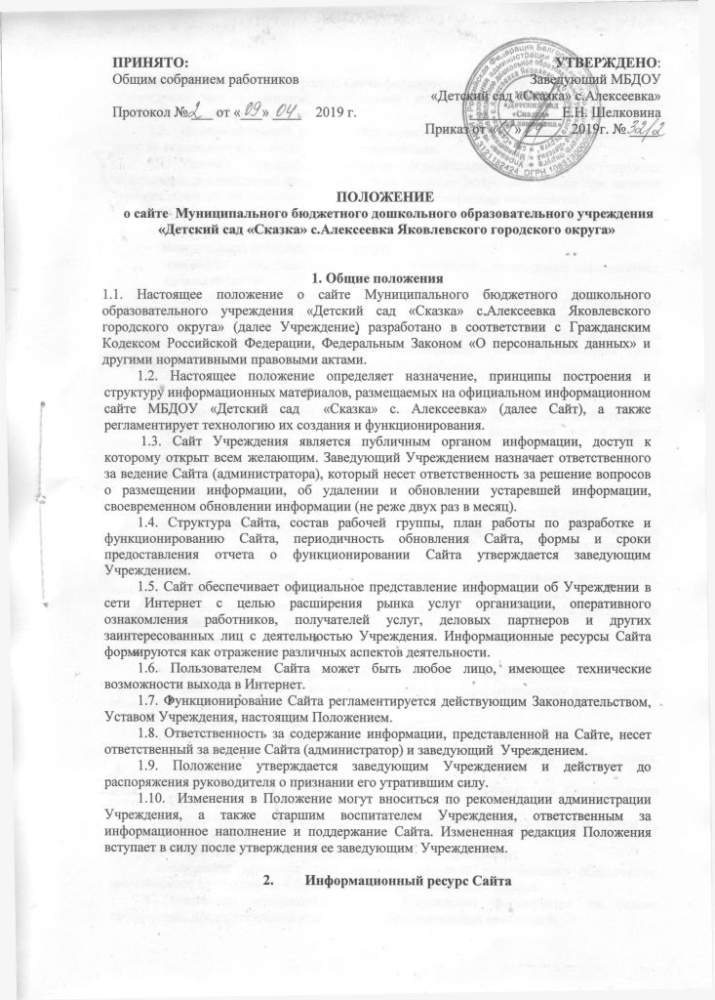 ПРИНЯТО:
Общим собранием работников
Протокол № 2 от « 09 » 04. 2019 г.
УТВЕРЖДЕНО:
Заведующий МБДОУ
«Детский сад «Сказка» с.Алексеевка»
Е.Н. Шелковина
Приказ от « » 04 2019г. № 32/2
ПОЛОЖЕНИЕ
о сайте Муниципального бюджетного дошкольного образовательного учреждения
«Детский сад «Сказка» с.Алексеевка Яковлевского городского округа»
1. Общие положения
1.1. Настоящее положение о сайте Муниципального бюджетного дошкольного
образовательного учреждения «Детский сад «Сказка» с.Алексеевка Яковлевского
городского округа» (далее Учреждение) разработано в соответствии с Гражданским
Кодексом Российской Федерации, Федеральным Законом «О персональных данных» и
другими нормативными правовыми актами.
1.2. Настоящее положение определяет назначение, принципы построения и
структуру информационных материалов, размещаемых на официальном информационном
сайте МБДОУ «Детский сад «Сказка» с. Алексеевка» (далее Сайт), а также
регламентирует технологию их создания и функционирования.
1.3. Сайт Учреждения является публичным органом информации, доступ к
которому открыт всем желающим. Заведующий Учреждением назначает ответственного
за ведение Сайта (администратора), который несет ответственность за решение вопросов
о размещении информации, об удалении и обновлении устаревшей информации,
своевременном обновлении информации (не реже двух раз в месяц).
1.4. Структура Сайта, состав рабочей группы, план работы по разработке и
функционированию Сайта, периодичность обновления Сайта, формы и сроки
предоставления отчета о функционировании Сайта утверждается заведующим
Учреждением.
1.5. Сайт обеспечивает официальное представление информации об Учреждении в
сети Интернет с целью расширения рынка услуг организации, оперативного
ознакомления работников, получателей услуг, деловых партнеров и других
заинтересованных лиц с деятельностью Учреждения. Информационные ресурсы Сайта
формируются как отражение различных аспектов деятельности.
1.6. Пользователем Сайта может быть любое лицо, имеющее технические
возможности выхода в Интернет.
1.7. Функционирование Сайта регламентируется действующим Законодательством,
Уставом Учреждения, настоящим Положением.
1.8. Ответственность за содержание информации, представленной на Сайте, несет
ответственный за ведение Сайта (администратор) и заведующий Учреждением.
1.9. Положение утверждается заведующим Учреждением и действует до
распоряжения руководителя о признании его утратившим силу.
1.10. Изменения в Положение могут вноситься по рекомендации администрации
Учреждения, а также старшим воспитателем Учреждения, ответственным за
информационное наполнение и поддержание Сайта. Измененная редакция Положения
вступает в силу после утверждения ее заведующим Учреждением.
2. Информационный ресурс Сайта